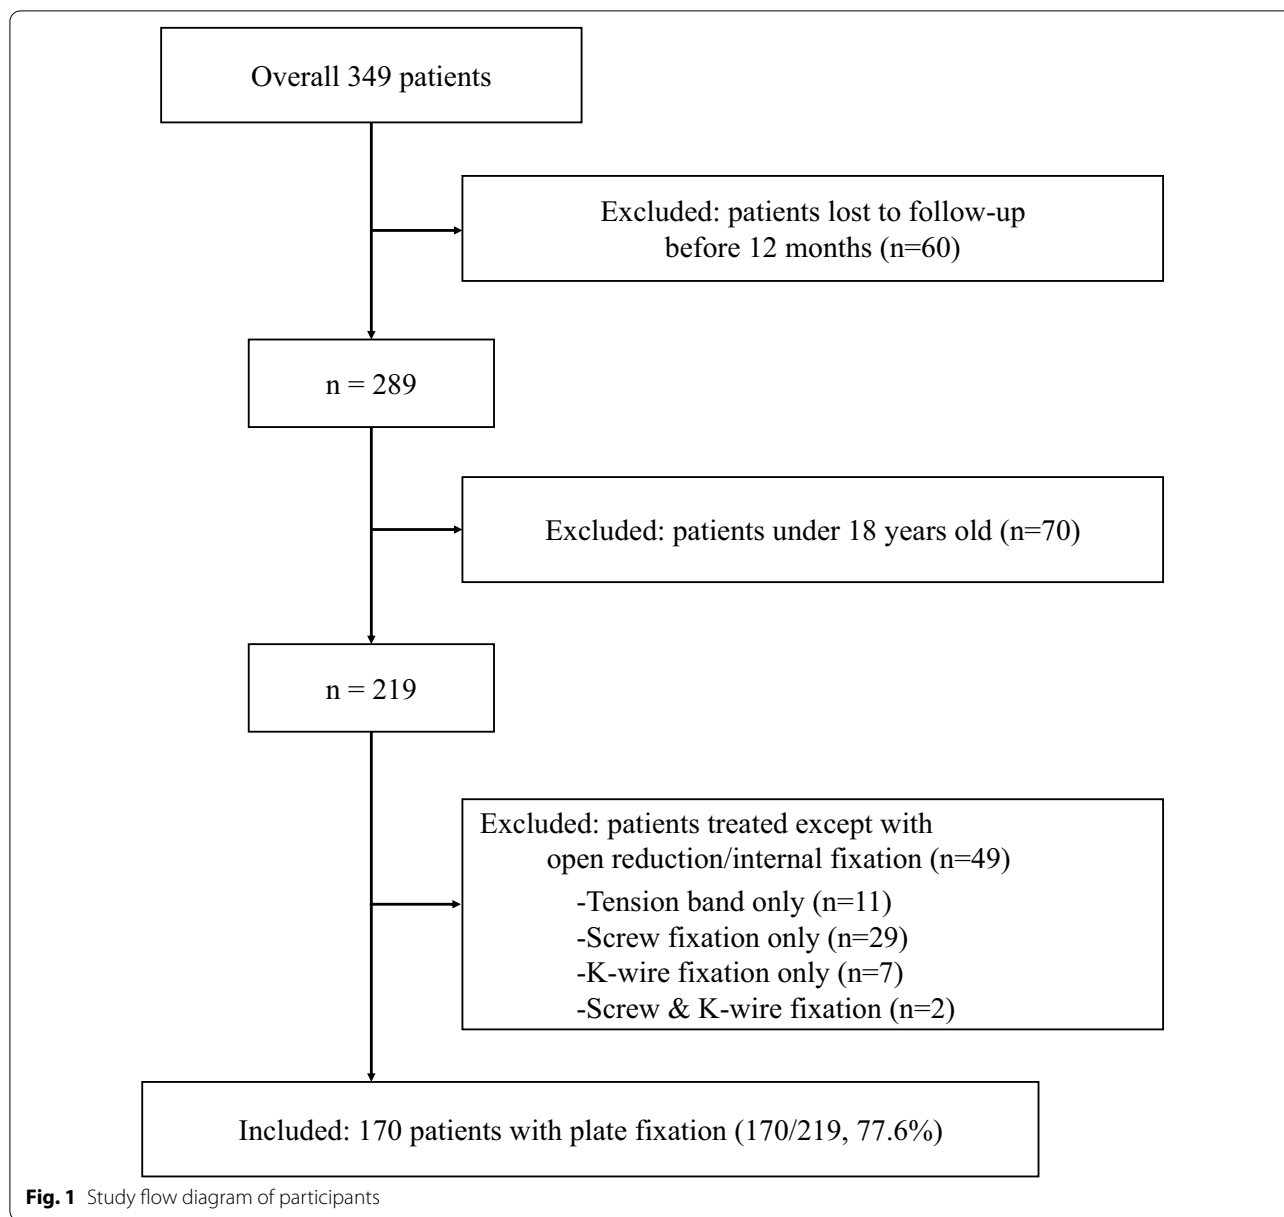 Overall 349 patients
Excluded: patients lost to follow-up
before 12 months (n=60)
n = 289
Excluded: patients under 18 years old (n=70)
n = 219
Excluded: patients treated except with
open reduction/internal fixation (n=49)
-Tension band only (n=11)
-Screw fixation only (n=29)
-K-wire fixation only (n=7)
-Screw & K-wire fixation (n=2)
Included: 170 patients with plate fixation (170/219, 77.6%)
Fig. 1 Study flow diagram of participants